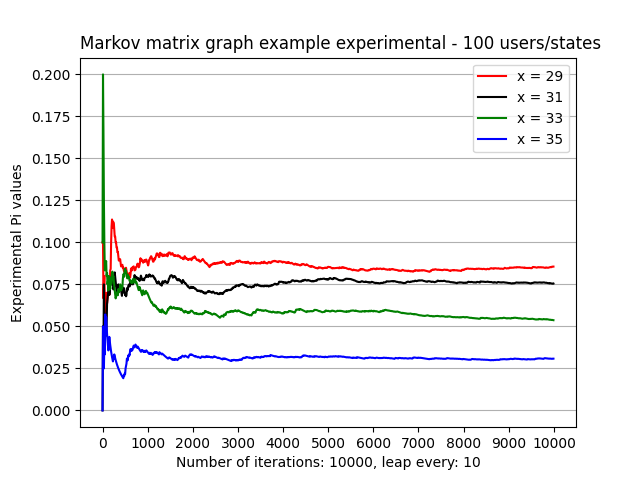 Markov matrix graph example experimental - 100 users/states
x = 29
x = 31
x = 33
x = 35
Experimental Pi values
0.200
0.175
0.150
0.125
0.100
0.075
0.050
0.025
0.000
0 1000 2000 3000 4000 5000 6000 7000 8000 9000 10000
Number of iterations: 10000, leap every: 10